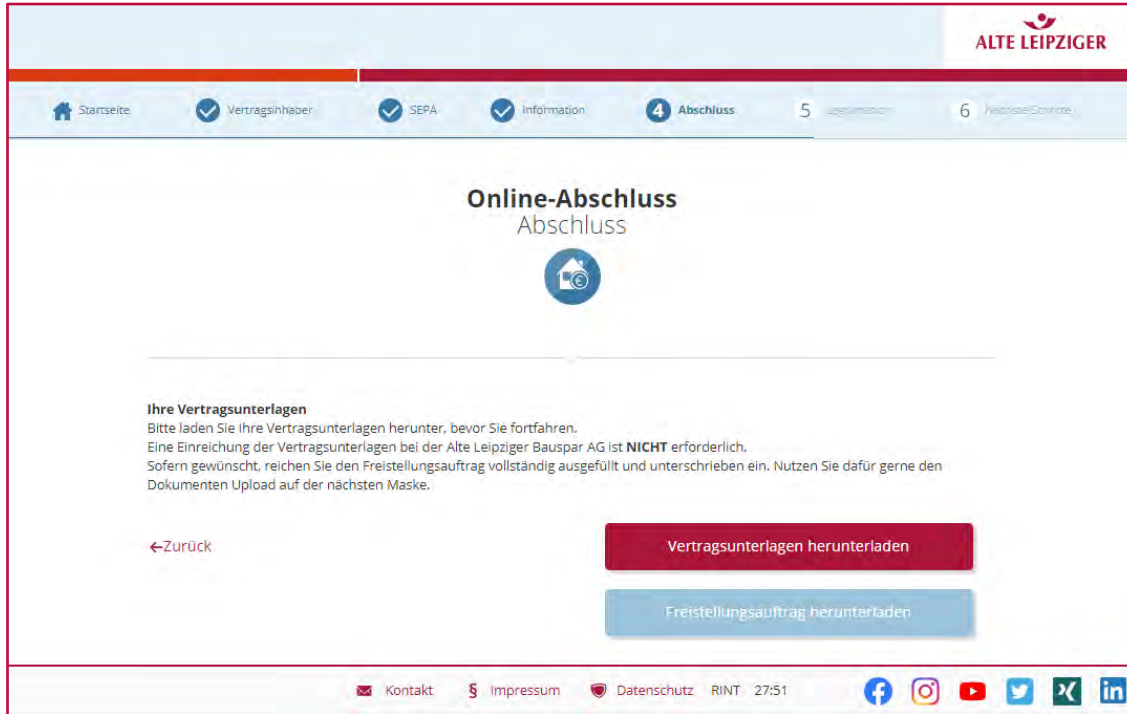 ALTE LEIPZIGER
Startseite
Vertragsinhaber
SEPA
Information
4 Abschluss
5 Legitimation
6 Nächste Schritte
Online-Abschluss
Abschluss
Ihre Vertragsunterlagen
Bitte laden Sie Ihre Vertragsunterlagen herunter, bevor Sie fortfahren.
Eine Einreichung der Vertragsunterlagen bei der Alte Leipziger Bauspar AG ist NICHT erforderlich.
Sofern gewünscht, reichen Sie den Freistellungsauftrag vollständig ausgefüllt und unterschrieben ein. Nutzen Sie dafür gerne den
Dokumenten Upload auf der nächsten Maske.
←Zurück
Vertragsunterlagen herunterladen
Freistellungsauftrag herunterladen
Kontakt
§ Impressum
Datenschutz
RINT
27:51